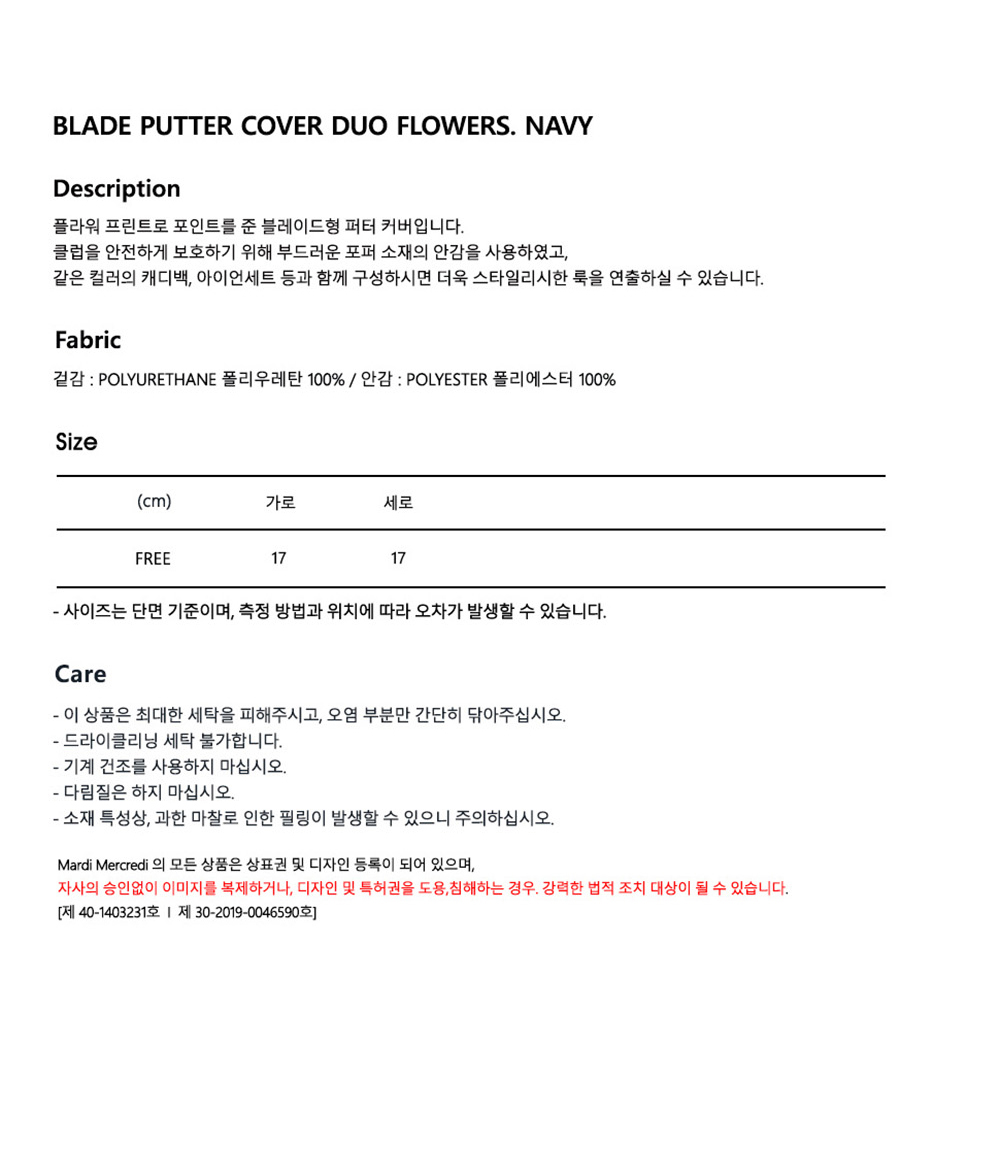 BLADE PUTTER COVER DUO FLOWERS. NAVY
Description
플라워 프린트로 포인트를 준 블레이드형 퍼터 커버입니다.
클럽을 안전하게 보호하기 위해 부드러운 포퍼 소재의 안감을 사용하였고,
같은 컬러의 캐디백, 아이언세트 등과 함께 구성하시면 더욱 스타일리시한 룩을 연출하실 수 있습니다.
Fabric
겉감 : POLYURETHANE 폴리우레탄 100% / 안감 : POLYESTER 폴리에스터 100%
Size
(cm) 가로 세로
FREE 17 17
- 사이즈는 단면 기준이며, 측정 방법과 위치에 따라 오차가 발생할 수 있습니다.
Care
- 이 상품은 최대한 세탁을 피해주시고, 오염 부분만 간단히 닦아주십시오.
- 드라이클리닝 세탁 불가합니다.
- 기계 건조를 사용하지 마십시오.
- 다림질은 하지 마십시오.
- 소재 특성상, 과한 마찰로 인한 필링이 발생할 수 있으니 주의하십시오.
Mardi Mercredi 의 모든 상품은 상표권 및 디자인 등록이 되어 있으며,
자사의 승인없이 이미지를 복제하거나, 디자인 및 특허권을 도용,침해하는 경우. 강력한 법적 조치 대상이 될 수 있습니다.
[제 40-1403231호 ㅣ 제 30-2019-0046590호]